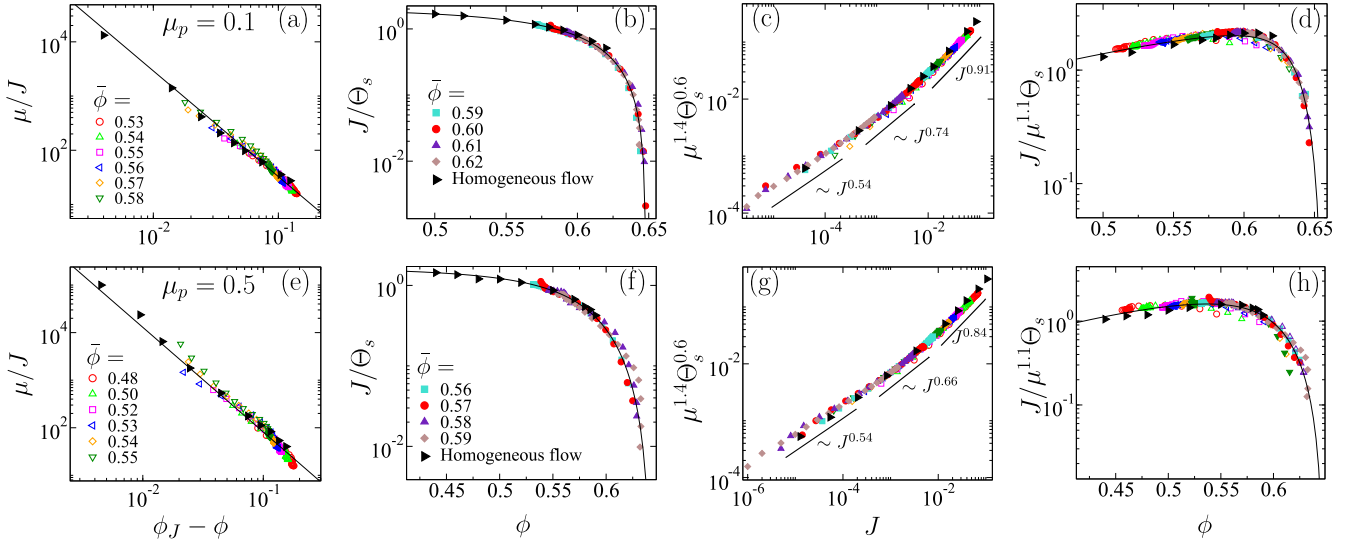 (a)
μ_p = 0.1
μ/J
10^4
10^2
10^0
10^-2
10^-1
φ̄ =
0.53
0.54
0.55
0.56
0.57
0.58
(b)
J/Θ_s
10^0
10^-2
0.5
0.55
0.6
0.65
0.59
0.60
0.61
0.62
Homogeneous flow
(c)
μ^1.4Θ_s^0.6
10^-2
10^-4
10^-4
10^-2
J^0.91
~ J^0.74
~ J^0.54
(d)
J/μ^1.1Θ_s
10^0
10^-1
0.5
0.55
0.6
0.65
(e)
μ_p = 0.5
μ/J
10^4
10^2
10^0
10^-2
10^-1
φ_J − φ
φ̄ =
0.48
0.50
0.52
0.53
0.54
0.55
(f)
J/Θ_s
10^0
10^-2
0.45
0.5
0.55
0.6
φ
φ̄ =
0.56
0.57
0.58
0.59
Homogeneous flow
(g)
μ^1.4Θ_s^0.6
10^0
10^-2
10^-4
10^-6
10^-4
10^-2
J
J^0.84
~ J^0.66
~ J^0.54
(h)
J/μ^1.1Θ_s
10^0
10^-1
0.45
0.5
0.55
0.6
φ